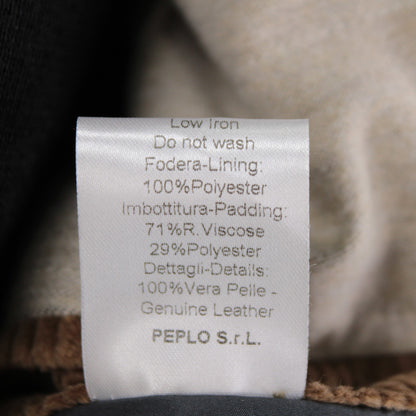 Low Iron
Do not wash
Fodera-Lining:
100%Polyester
Imbottitura-Padding:
71%R.Viscose
29%Polyester
Dettagli-Details:
100%Vera Pelle -
Genuine Leather
PEPLO S.r.L.